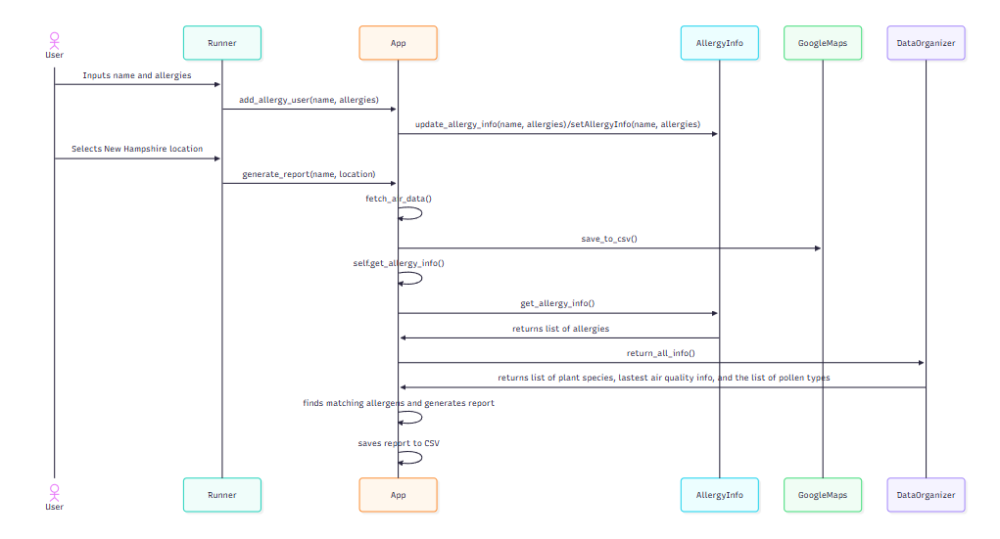 User
Runner
App
AllergyInfo
GoogleMaps
DataOrganizer
Inputs name and allergies
add_allergy_user(name, allergies)
update_allergy_info(name, allergies)/setAllergyInfo(name, allergies)
Selects New Hampshire location
generate_report(name, location)
fetch_air_data()
save_to_csv()
self.get_allergy_info()
get_allergy_info()
returns list of allergies
return_all_info()
returns list of plant species, lastest air quality info, and the list of pollen types
finds matching allergens and generates report
saves report to CSV
User
Runner
App
AllergyInfo
GoogleMaps
DataOrganizer